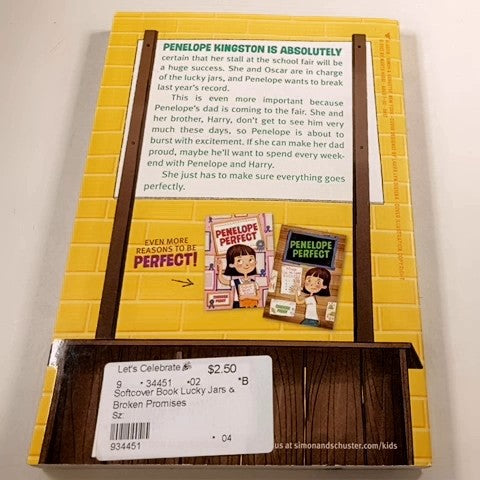 PENELOPE KINGSTON IS ABSOLUTELY
certain that her stall at the school fair will be
a huge success. She and Oscar are in charge
of the lucky jars, and Penelope wants to break
last year's record.
This is even more important because
Penelope's dad is coming to the fair. She and
her brother, Harry, don't get to see him very
much these days, so Penelope is about to
burst with excitement. If she can make her dad
proud, maybe he'll want to spend every week-
end with Penelope and Harry.
She just has to make sure everything goes
perfectly.
EVEN MORE
REASONS TO BE
PERFECT!
PENELOPE
PERFECT
PENELOPE
PERFECT
Let's Celebrate $2.50
9 • 34451 •02 *B
Softcover Book Lucky Jars &
Broken Promises
Sz:
934451 • 04
us at simonandschuster.com/kids